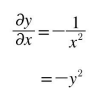 ∂y/∂x = −1/x²
= −y²